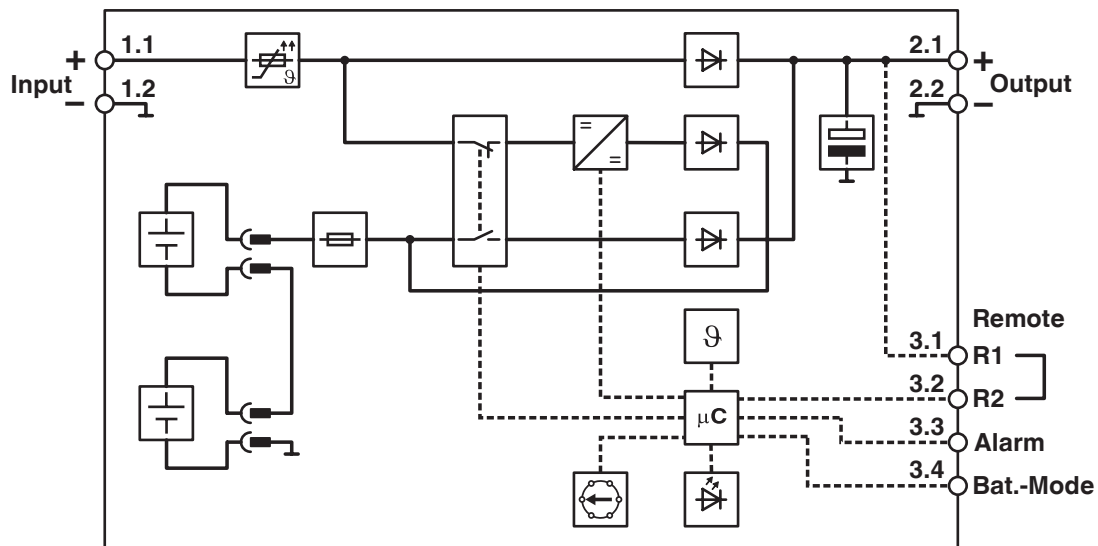 + 1.1
Input
− 1.2
ϑ
2.1 +
Output
2.2 −
=
=
ϑ
µC
Remote
3.1 R1
3.2 R2
3.3 Alarm
3.4 Bat.-Mode